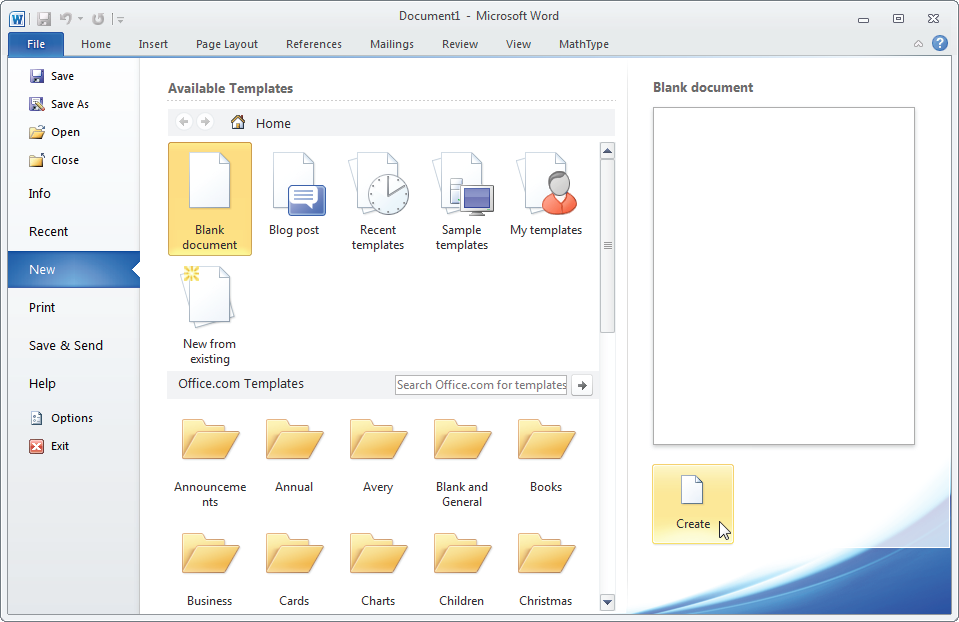 Document1 - Microsoft Word
File Home Insert Page Layout References Mailings Review View MathType
Save
Save As
Open
Close
Info
Recent
New
Print
Save & Send
Help
Options
Exit
Available Templates
Home
Blank document
Blog post
Recent templates
Sample templates
My templates
New from existing
Office.com Templates
Search Office.com for templates
Announcements
Annual
Avery
Blank and General
Books
Business
Cards
Charts
Children
Christmas
Blank document
Create